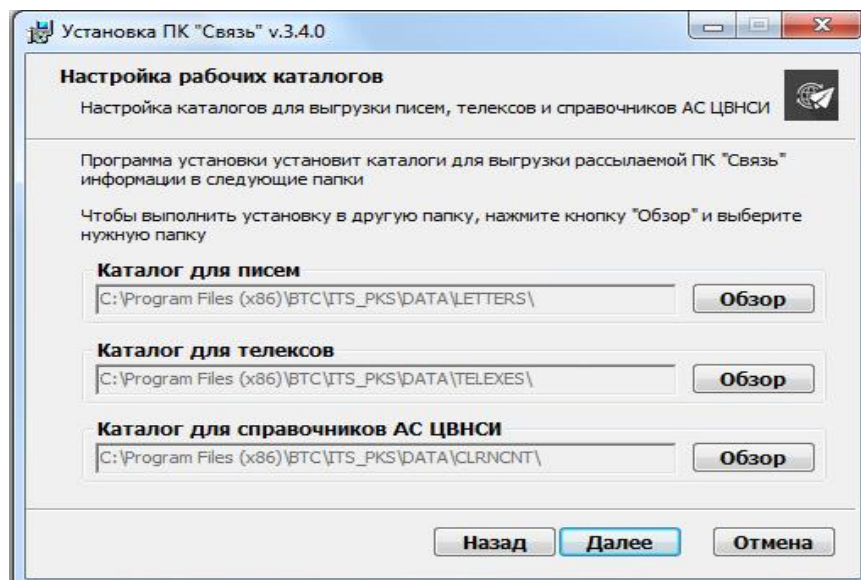 Установка ПК "Связь" v.3.4.0
Настройка рабочих каталогов
Настройка каталогов для выгрузки писем, телексов и справочников АС ЦВНСИ
Программа установки установит каталоги для выгрузки рассылаемой ПК "Связь"
информации в следующие папки
Чтобы выполнить установку в другую папку, нажмите кнопку "Обзор" и выберите
нужную папку
Каталог для писем
C:\Program Files (x86)\BTC\ITS_PKS\DATA\LETTERS\
Обзор
Каталог для телексов
C:\Program Files (x86)\BTC\ITS_PKS\DATA\TELEXES\
Обзор
Каталог для справочников АС ЦВНСИ
C:\Program Files (x86)\BTC\ITS_PKS\DATA\CLRNCNT\
Обзор
Назад Далее Отмена